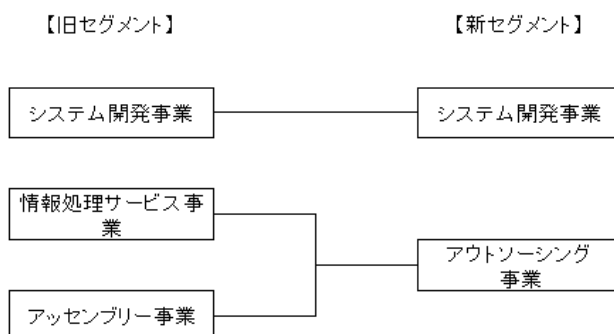 【旧セグメント】
【新セグメント】
システム開発事業
システム開発事業
情報処理サービス事
業
アウトソーシング
事業
アッセンブリー事業